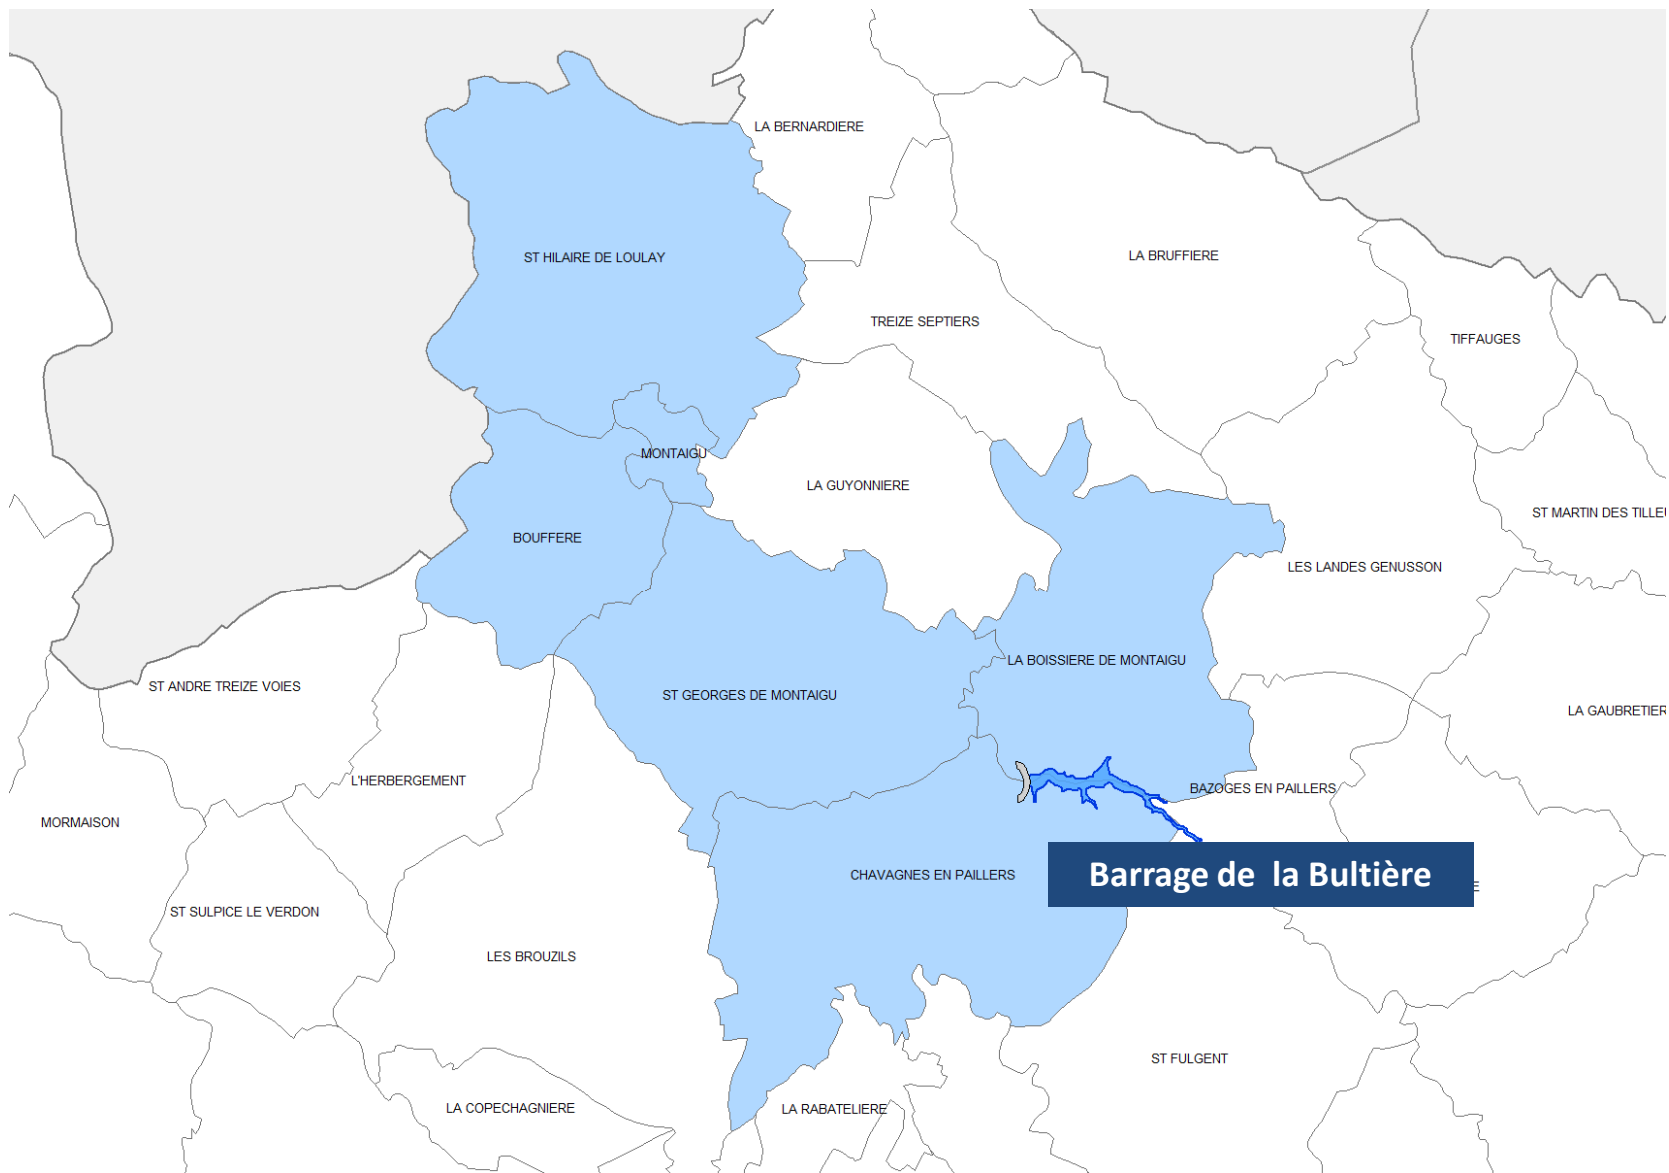 LA BERNARDIERE
ST HILAIRE DE LOULAY
LA BRUFFIERE
TREIZE SEPTIERS
TIFFAUGES
MONTAIGU
LA GUYONNIERE
ST MARTIN DES TILLEU
BOUFFERE
LES LANDES GENUSSON
LA BOISSIERE DE MONTAIGU
ST ANDRE TREIZE VOIES
ST GEORGES DE MONTAIGU
LA GAUBRETIER
L'HERBERGEMENT
BAZOGES EN PAILLERS
MORMAISON
CHAVAGNES EN PAILLERS
Barrage de la Bultière
E
ST SULPICE LE VERDON
LES BROUZILS
ST FULGENT
LA COPECHAGNIERE
LA RABATELIERE